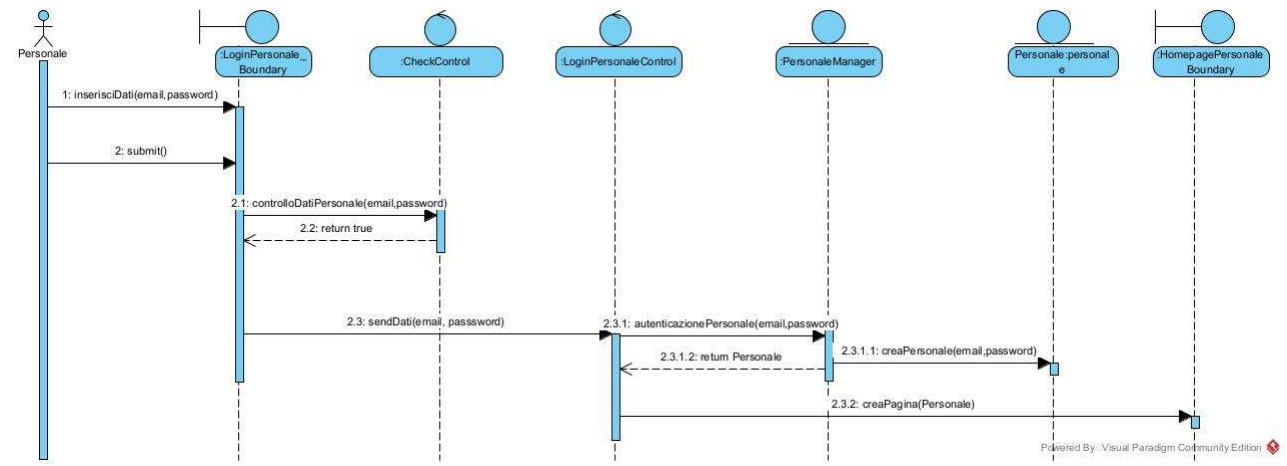 Personale
:LoginPersonale_
Boundary
:CheckControl
:LoginPersonaleControl
:PersonaleManager
Personale:personal
e
:HomepagePersonale
Boundary
1: inserisciDati(email,password)
2: submit()
2.1: controlloDatiPersonale(email,password)
2.2: return true
2.3: sendDati(email, passsword)
2.3.1: autenticazionePersonale(email,password)
2.3.1.1: creaPersonale(email,password)
2.3.1.2: return Personale
2.3.2: creaPagina(Personale)
Powered By Visual Paradigm Community Edition